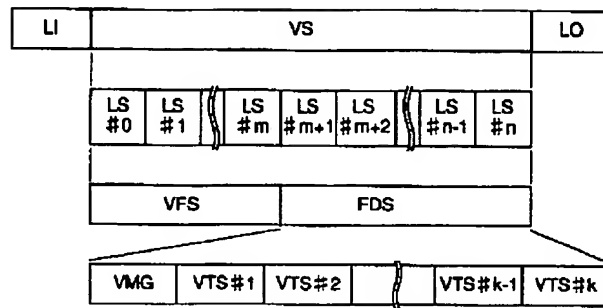 LI VS LO
LS LS LS LS LS LS LS
#0 #1 #m #m+1 #m+2 #n-1 #n
VFS FDS
VMG VTS#1 VTS#2 VTS#k-1 VTS#k